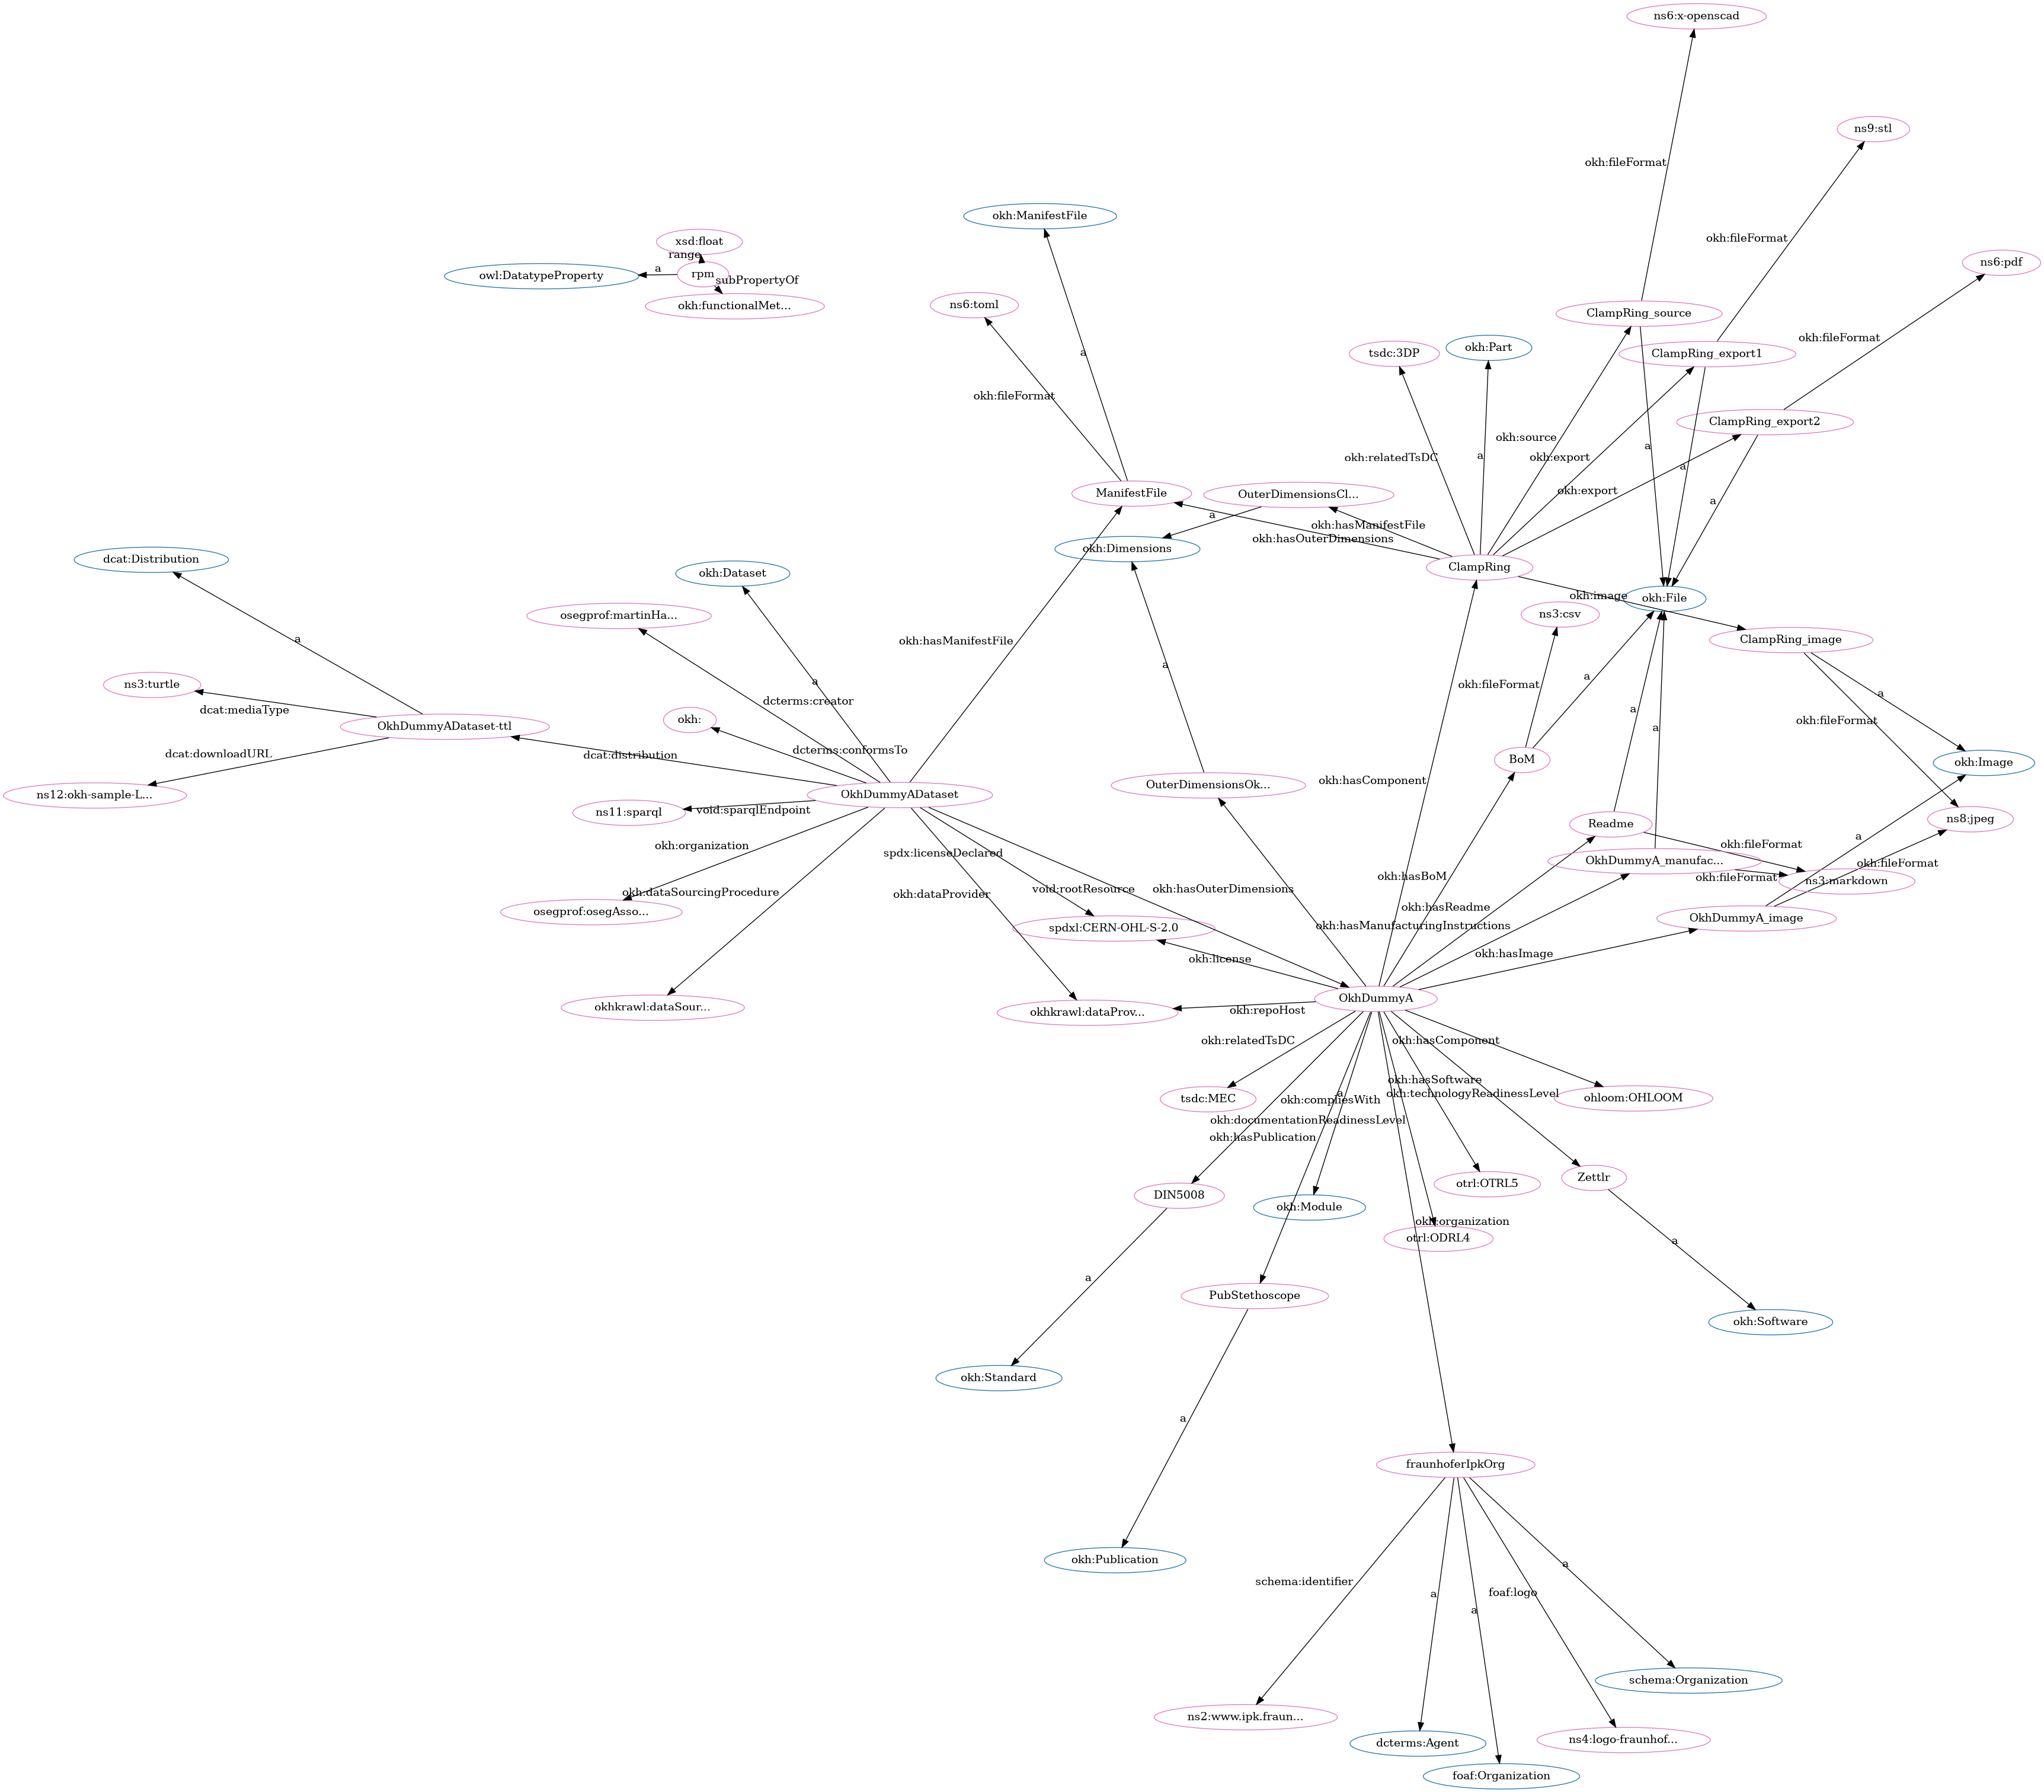 ns6:x-openscad
ns9:stl
okh:fileFormat
okh:ManifestFile
okh:fileFormat
xsd:float
range
ns6:pdf
a
owl:DatatypeProperty
rpm
subPropertyOf
okh:functionalMet...
ns6:toml
ClampRing_source
okh:fileFormat
okh:Part
tsdc:3DP
a
ClampRing_export1
okh:fileFormat
ClampRing_export2
okh:source
a
okh:relatedTsDC
okh:export
a
a
okh:export
a
ManifestFile
OuterDimensionsCl...
a
okh:hasManifestFile
okh:hasOuterDimensions
okh:Dimensions
dcat:Distribution
ClampRing
okh:Dataset
okh:image
okh:File
osegprof:martinHa...
ns3:csv
a
okh:hasManifestFile
ClampRing_image
a
a
a
ns3:turtle
okh:fileFormat
a
dcterms:creator
a
dcat:mediaType
okh:
okh:fileFormat
OkhDummyADataset-ttl
a
dcterms:conformsTo
dcat:downloadURL
dcat:distribution
BoM
okh:Image
okh:hasComponent
OuterDimensionsOk...
ns12:okh-sample-L...
OkhDummyADataset
ns11:sparql
void:sparqlEndpoint
Readme
ns8:jpeg
a
okh:organization
okh:fileFormat
spdx:licenseDeclared
OkhDummyA_manufac...
okh:fileFormat
okh:hasBoM
okh:fileFormat
ns3:markdown
okh:dataSourcingProcedure
okh:dataProvider
void:rootResource
okh:hasOuterDimensions
okh:hasReadme
osegprof:osegAsso...
OkhDummyA_image
okh:hasManufacturingInstructions
spdxl:CERN-OHL-S-2.0
okh:hasImage
okh:license
OkhDummyA
okhkrawl:dataSour...
okhkrawl:dataProv...
okh:repoHost
okh:relatedTsDC
okh:hasComponent
okh:hasSoftware
okh:technologyReadinessLevel
a
tsdc:MEC
okh:compliesWith
ohloom:OHLOOM
okh:documentationReadinessLevel
okh:hasPublication
Zettlr
otrl:OTRL5
DIN5008
okh:Module
okh:organization
otrl:ODRL4
a
a
PubStethoscope
okh:Software
okh:Standard
a
fraunhoferIpkOrg
okh:Publication
a
schema:identifier
a
foaf:logo
a
schema:Organization
ns2:www.ipk.fraun...
dcterms:Agent
ns4:logo-fraunhof...
foaf:Organization